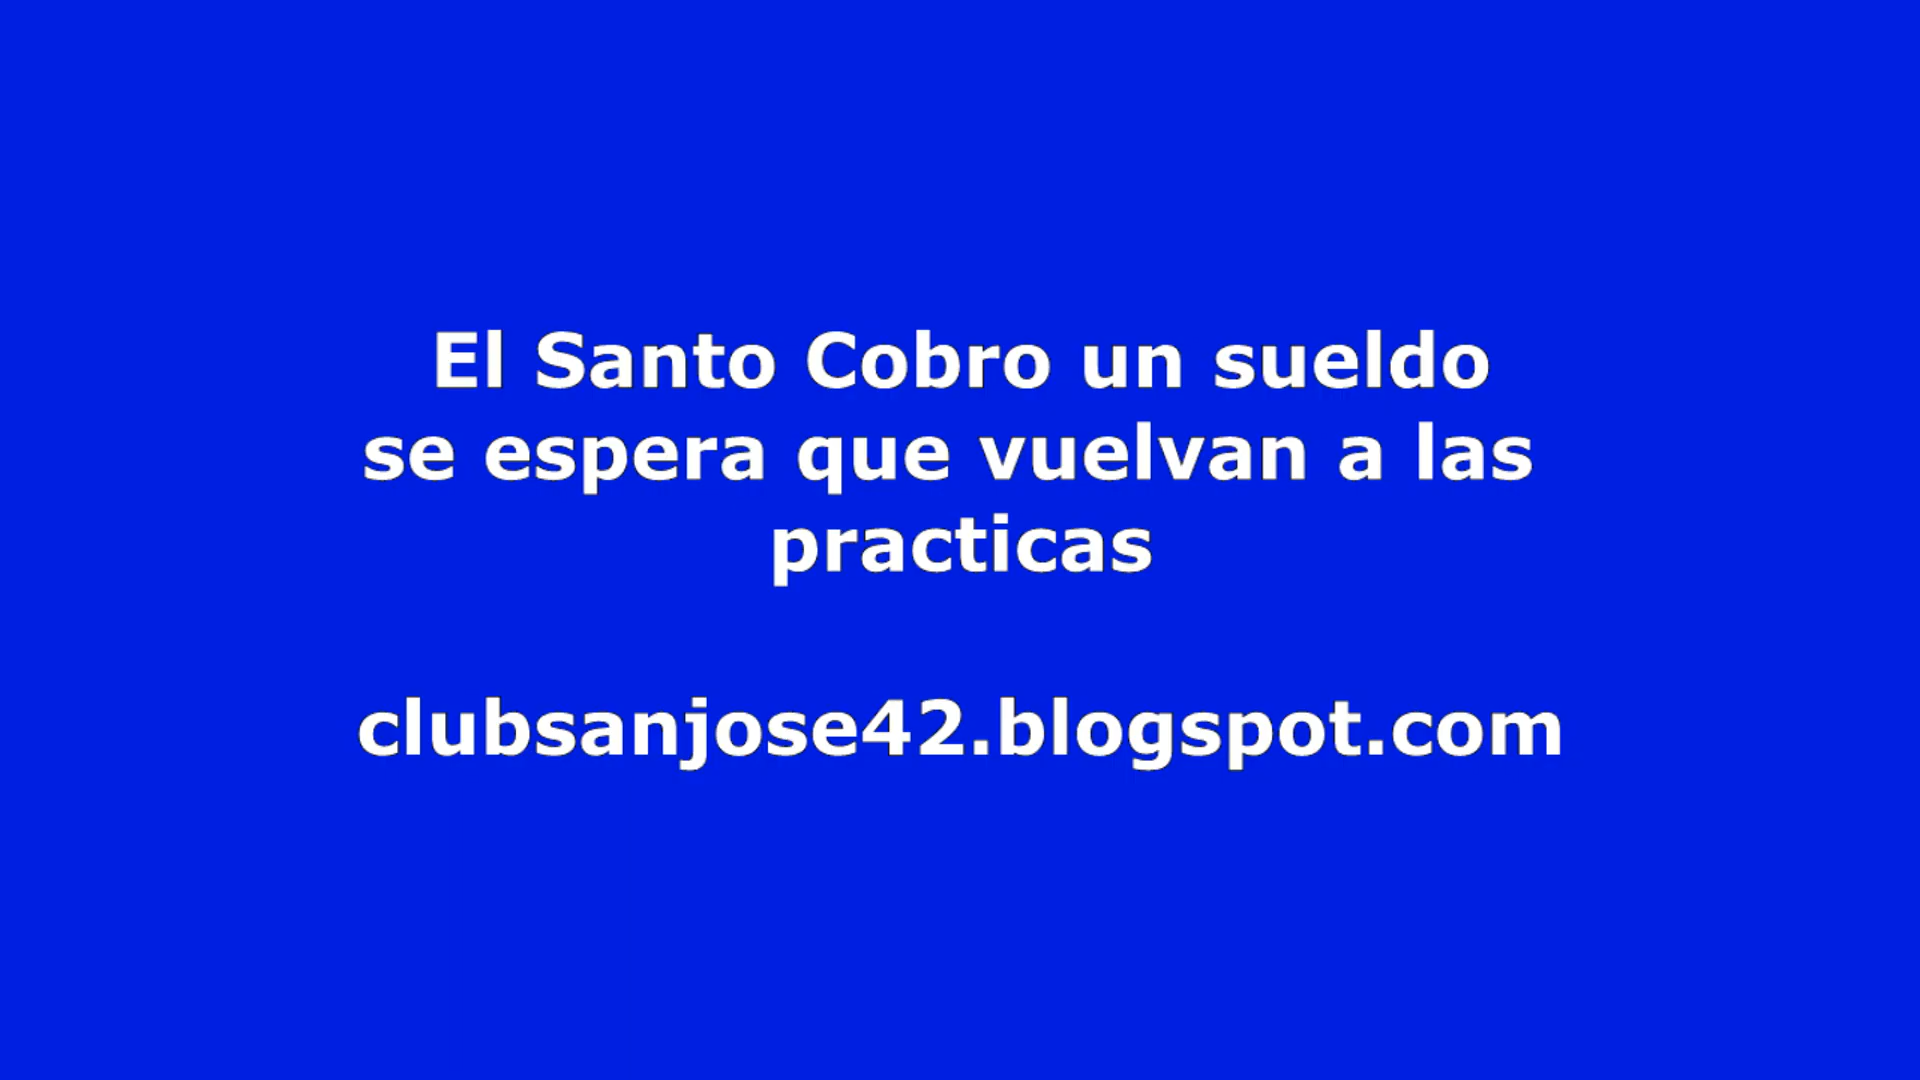 El Santo Cobro un sueldo
se espera que vuelvan a las
practicas
clubsanjose42.blogspot.com